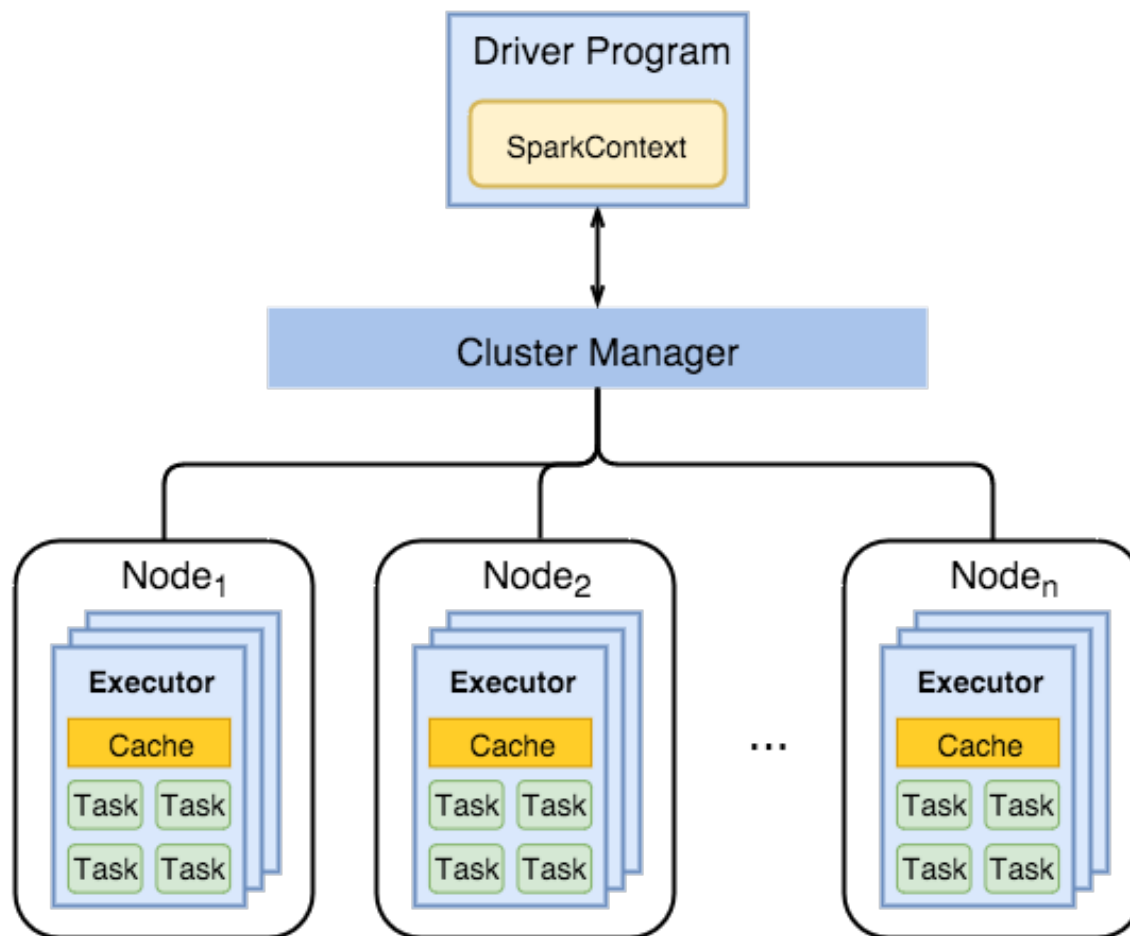 Driver Program
SparkContext
Cluster Manager
Node₁ Node₂ Nodeₙ
Executor Executor Executor
Cache Cache ... Cache
Task Task Task Task Task Task
Task Task Task Task Task Task